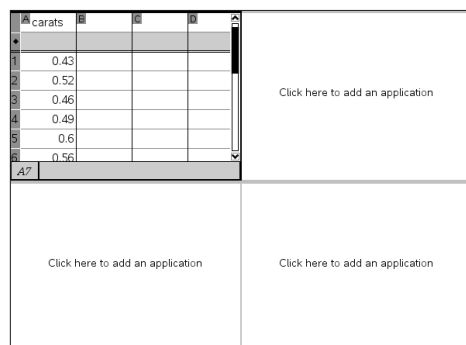 A carats B C D
◆
1 0.43
2 0.52
3 0.46
4 0.49
5 0.6
6 0.56
A7
Click here to add an application
Click here to add an application
Click here to add an application